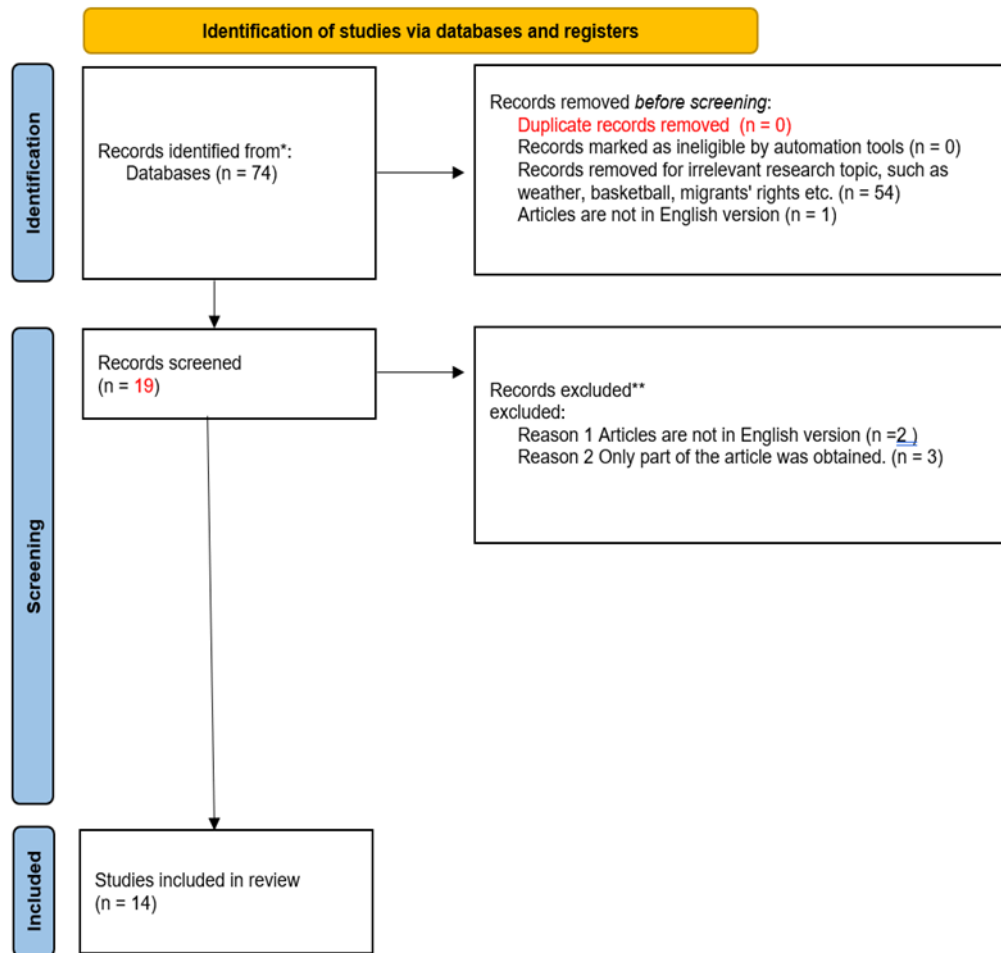 Identification of studies via databases and registers
Identification
Records identified from*:
Databases (n = 74)
Records removed before screening:
Duplicate records removed  (n = 0)
Records marked as ineligible by automation tools (n = 0)
Records removed for irrelevant research topic, such as
weather, basketball, migrants' rights etc. (n = 54)
Articles are not in English version (n = 1)
Screening
Records screened
(n = 19)
Records excluded**
excluded:
Reason 1 Articles are not in English version (n =2 )
Reason 2 Only part of the article was obtained. (n = 3)
Included
Studies included in review
(n = 14)